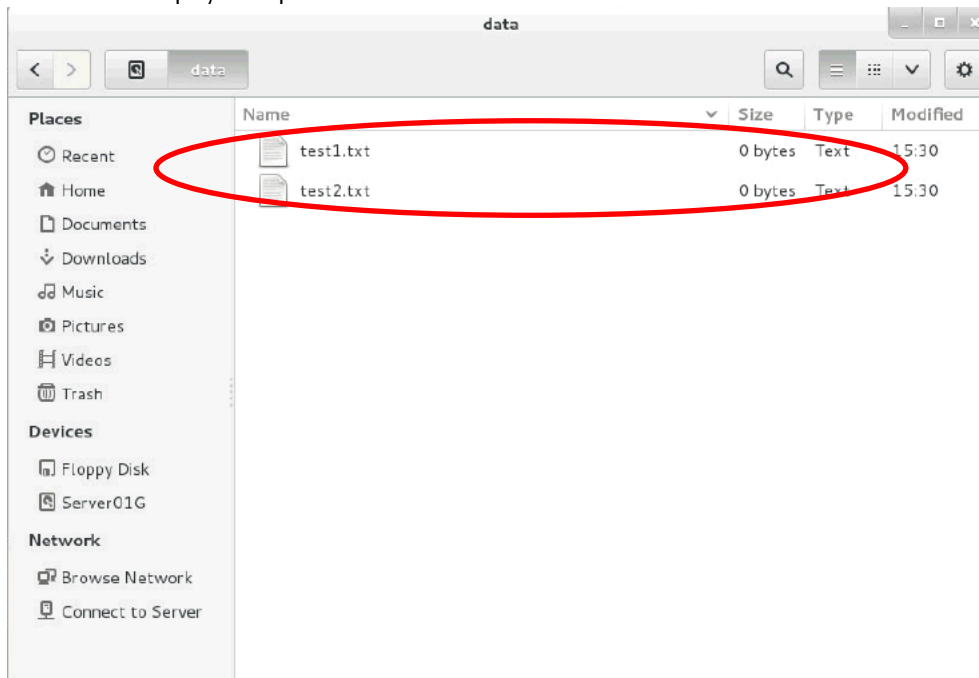 data
data
Name Size Type Modified
test1.txt 0 bytes Text 15:30
test2.txt 0 bytes Text 15:30
Places
Recent
Home
Documents
Downloads
Music
Pictures
Videos
Trash
Devices
Floppy Disk
Server01G
Network
Browse Network
Connect to Server